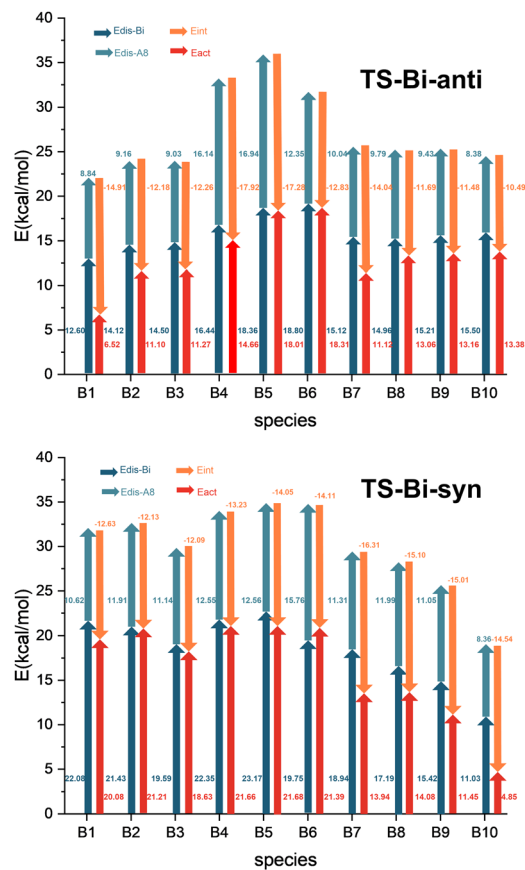 40
Edis-Bi Eint
Edis-A8 Eact
TS-Bi-anti
35
30
25
20
15
10
5
0
E(kcal/mol)
8.84 9.16 9.03 16.14 16.94 12.35 10.04 9.79 9.43 8.38
-14.91 -12.18 -12.26 -17.92 -17.28 -12.83 -14.04 -11.69 -11.48 -10.49
12.60 14.12 14.50 16.44 18.36 18.80 15.12 14.96 15.21 15.50
6.52 11.10 11.27 14.66 18.01 18.31 11.12 13.06 13.16 13.38
B1 B2 B3 B4 B5 B6 B7 B8 B9 B10
species
40
Edis-Bi Eint
Edis-A8 Eact
TS-Bi-syn
35
30
25
20
15
10
5
0
E(kcal/mol)
-12.63 -12.13 -12.09 -13.23 -14.05 -14.11 -16.31 -15.10 -15.01 -14.54
10.62 11.91 11.14 12.55 12.56 15.76 11.31 11.99 11.05 8.36
22.08 21.43 19.59 22.35 23.17 19.75 18.94 17.19 15.42 11.03
20.08 21.21 18.63 21.66 21.68 21.39 13.94 14.08 11.45 4.85
B1 B2 B3 B4 B5 B6 B7 B8 B9 B10
species